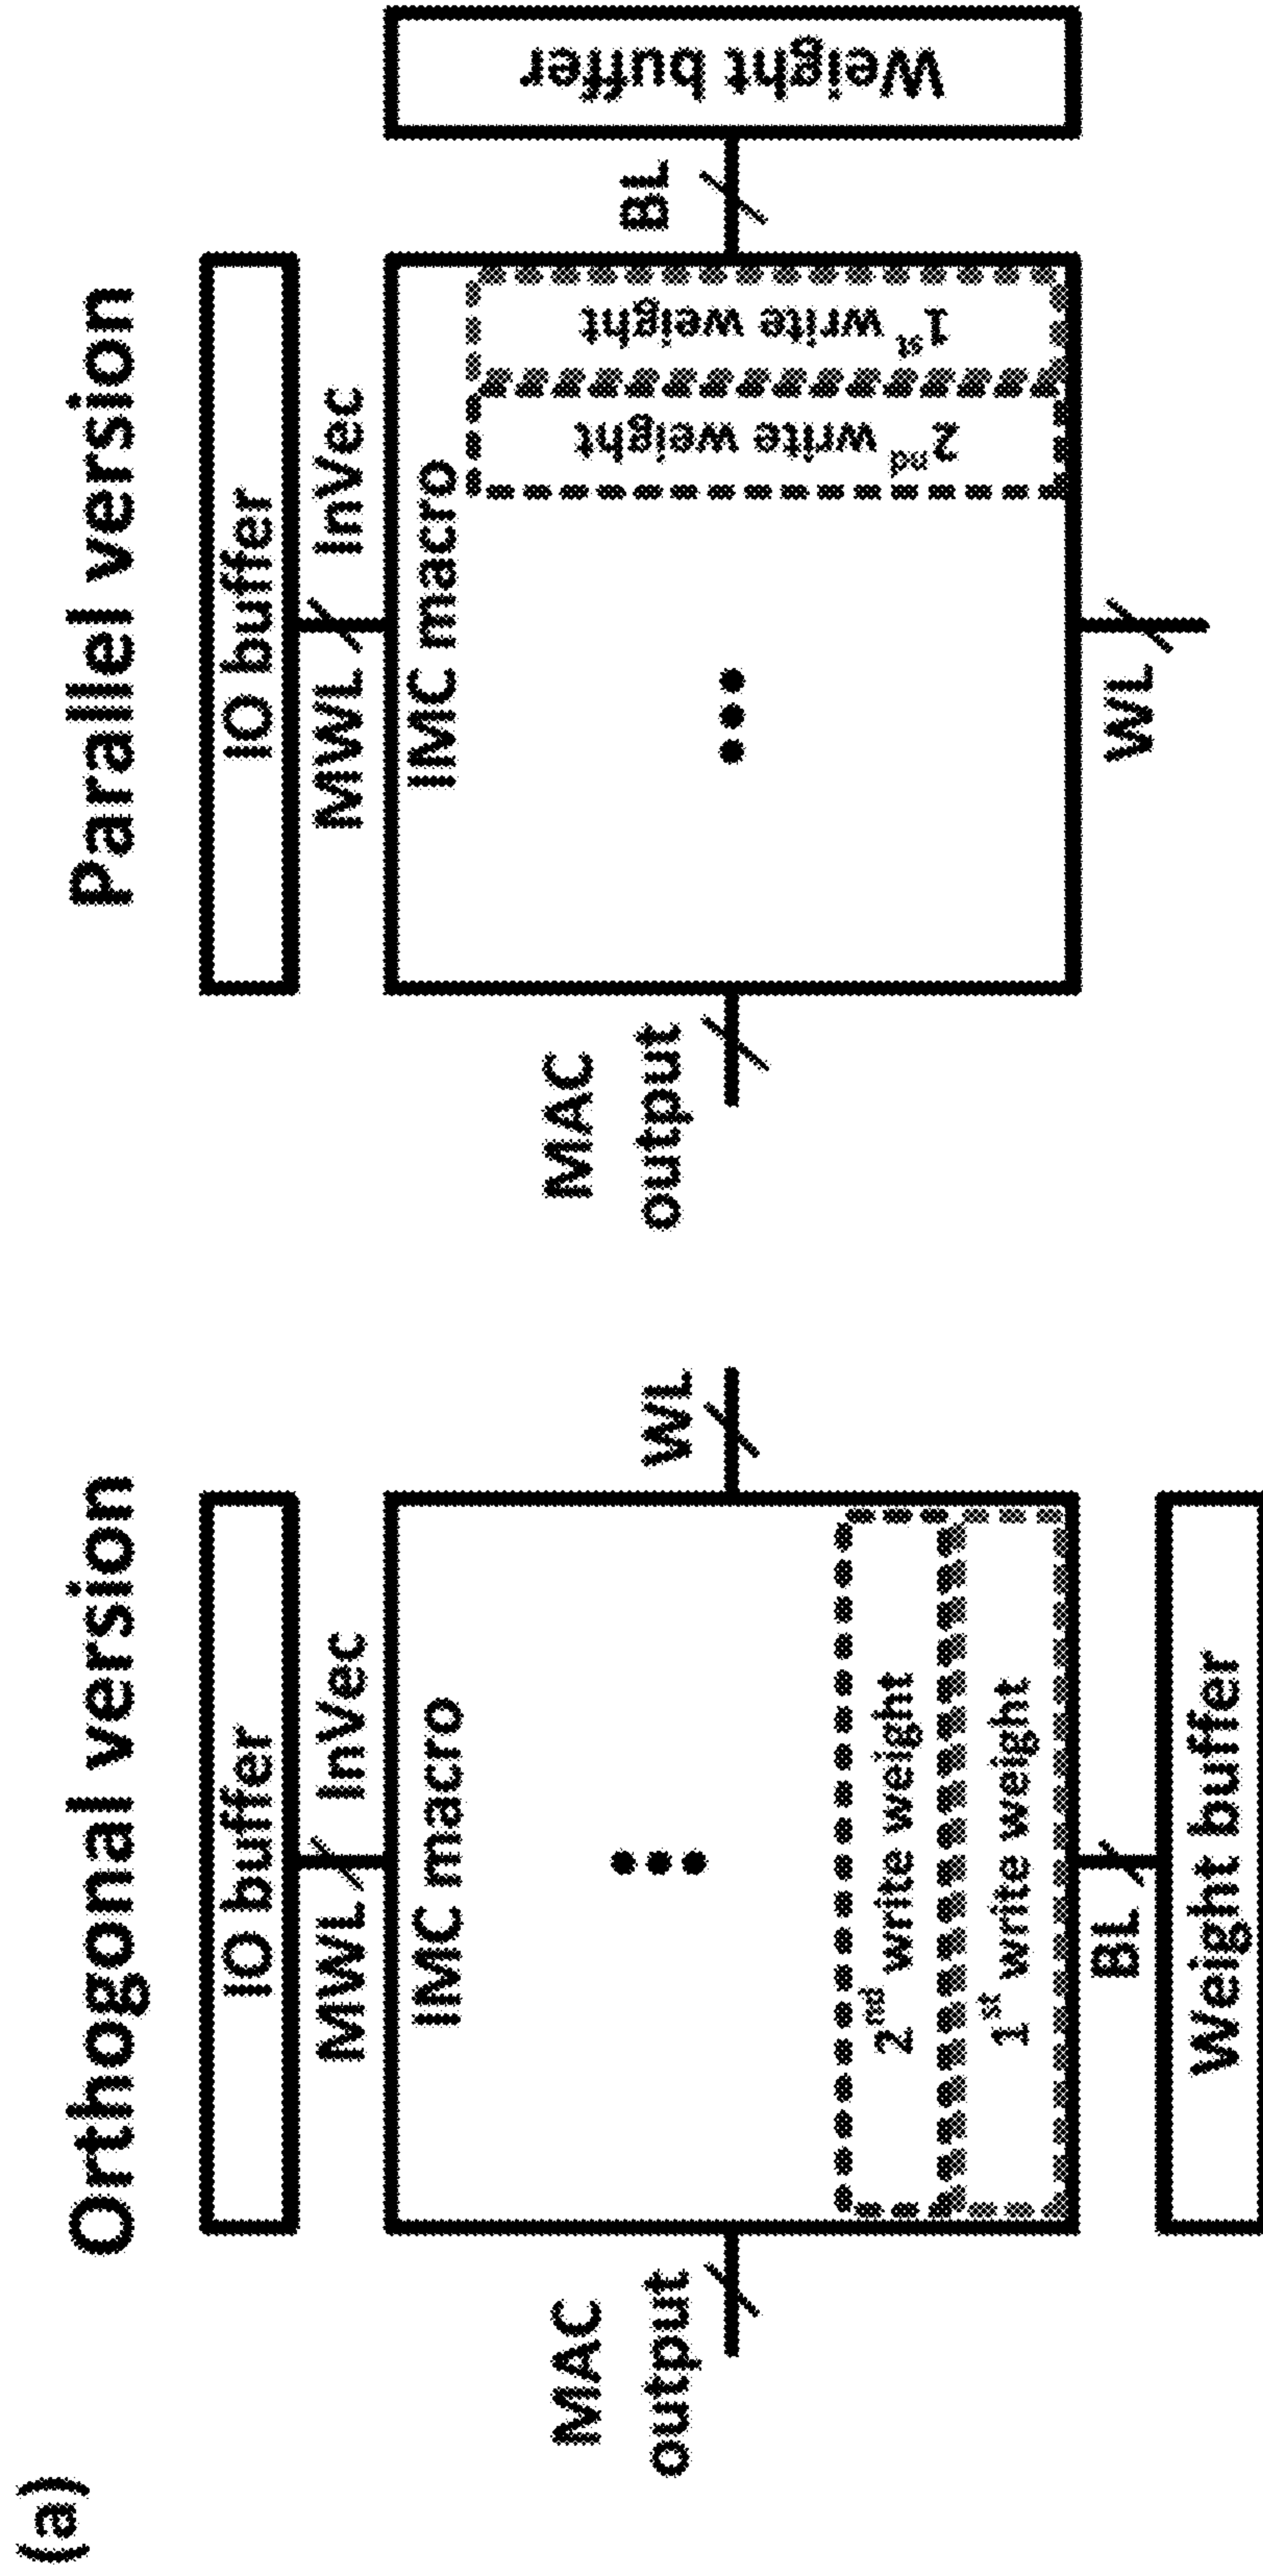 (a)
Orthogonal version
IO buffer
MWL InVec
IMC macro
MAC
output
WL
2nd write weight
1st write weight
BL
Weight buffer
Parallel version
IO buffer
MWL InVec
IMC macro
MAC
output
BL
Weight buffer
1st write weight
2nd write weight
WL